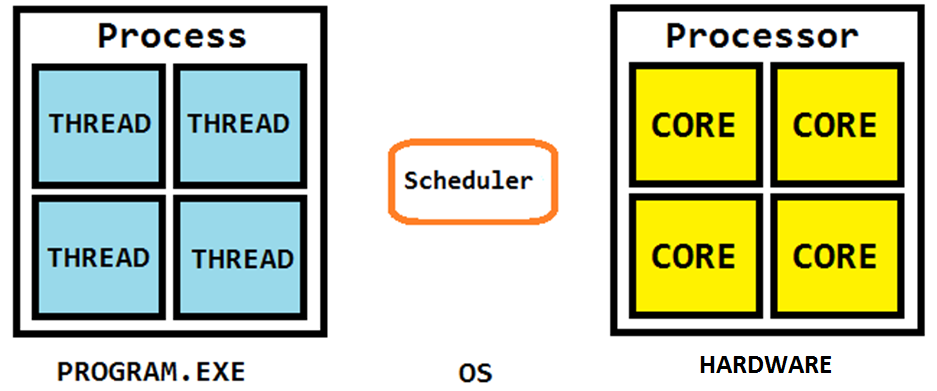 Process
THREAD THREAD
THREAD THREAD
PROGRAM.EXE
Scheduler
OS
Processor
CORE CORE
CORE CORE
HARDWARE